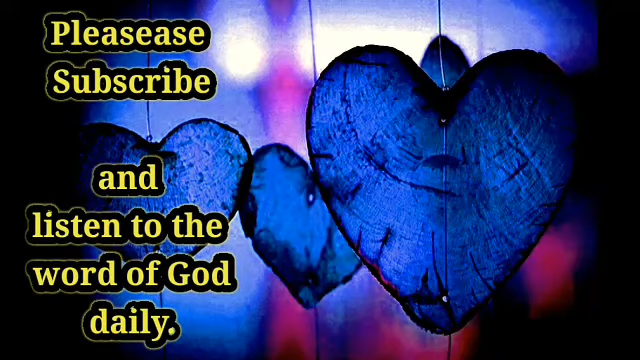 Pleasease
Subscribe
and
listen to the
word of God
daily.